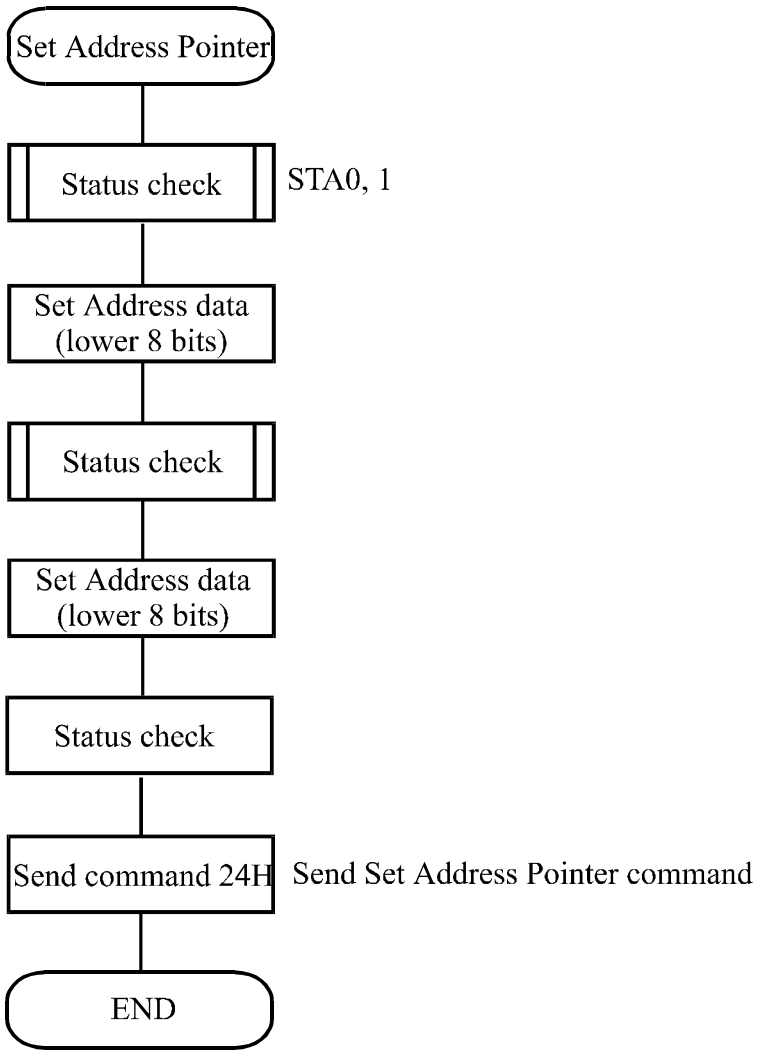 Set Address Pointer
Status check
STA0, 1
Set Address data
(lower 8 bits)
Status check
Set Address data
(lower 8 bits)
Status check
Send command 24H
Send Set Address Pointer command
END